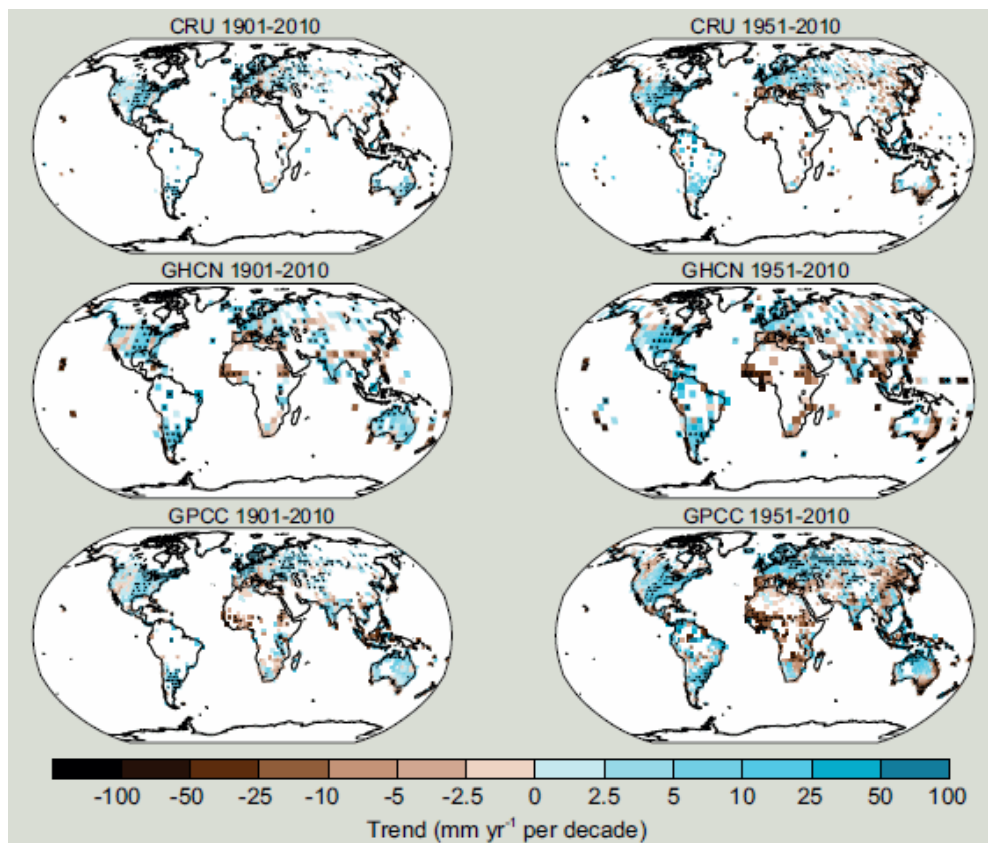 CRU 1901-2010
CRU 1951-2010
GHCN 1901-2010
GHCN 1951-2010
GPCC 1901-2010
GPCC 1951-2010
-100 -50 -25 -10 -5 -2.5 0 2.5 5 10 25 50 100
Trend (mm yr⁻¹ per decade)